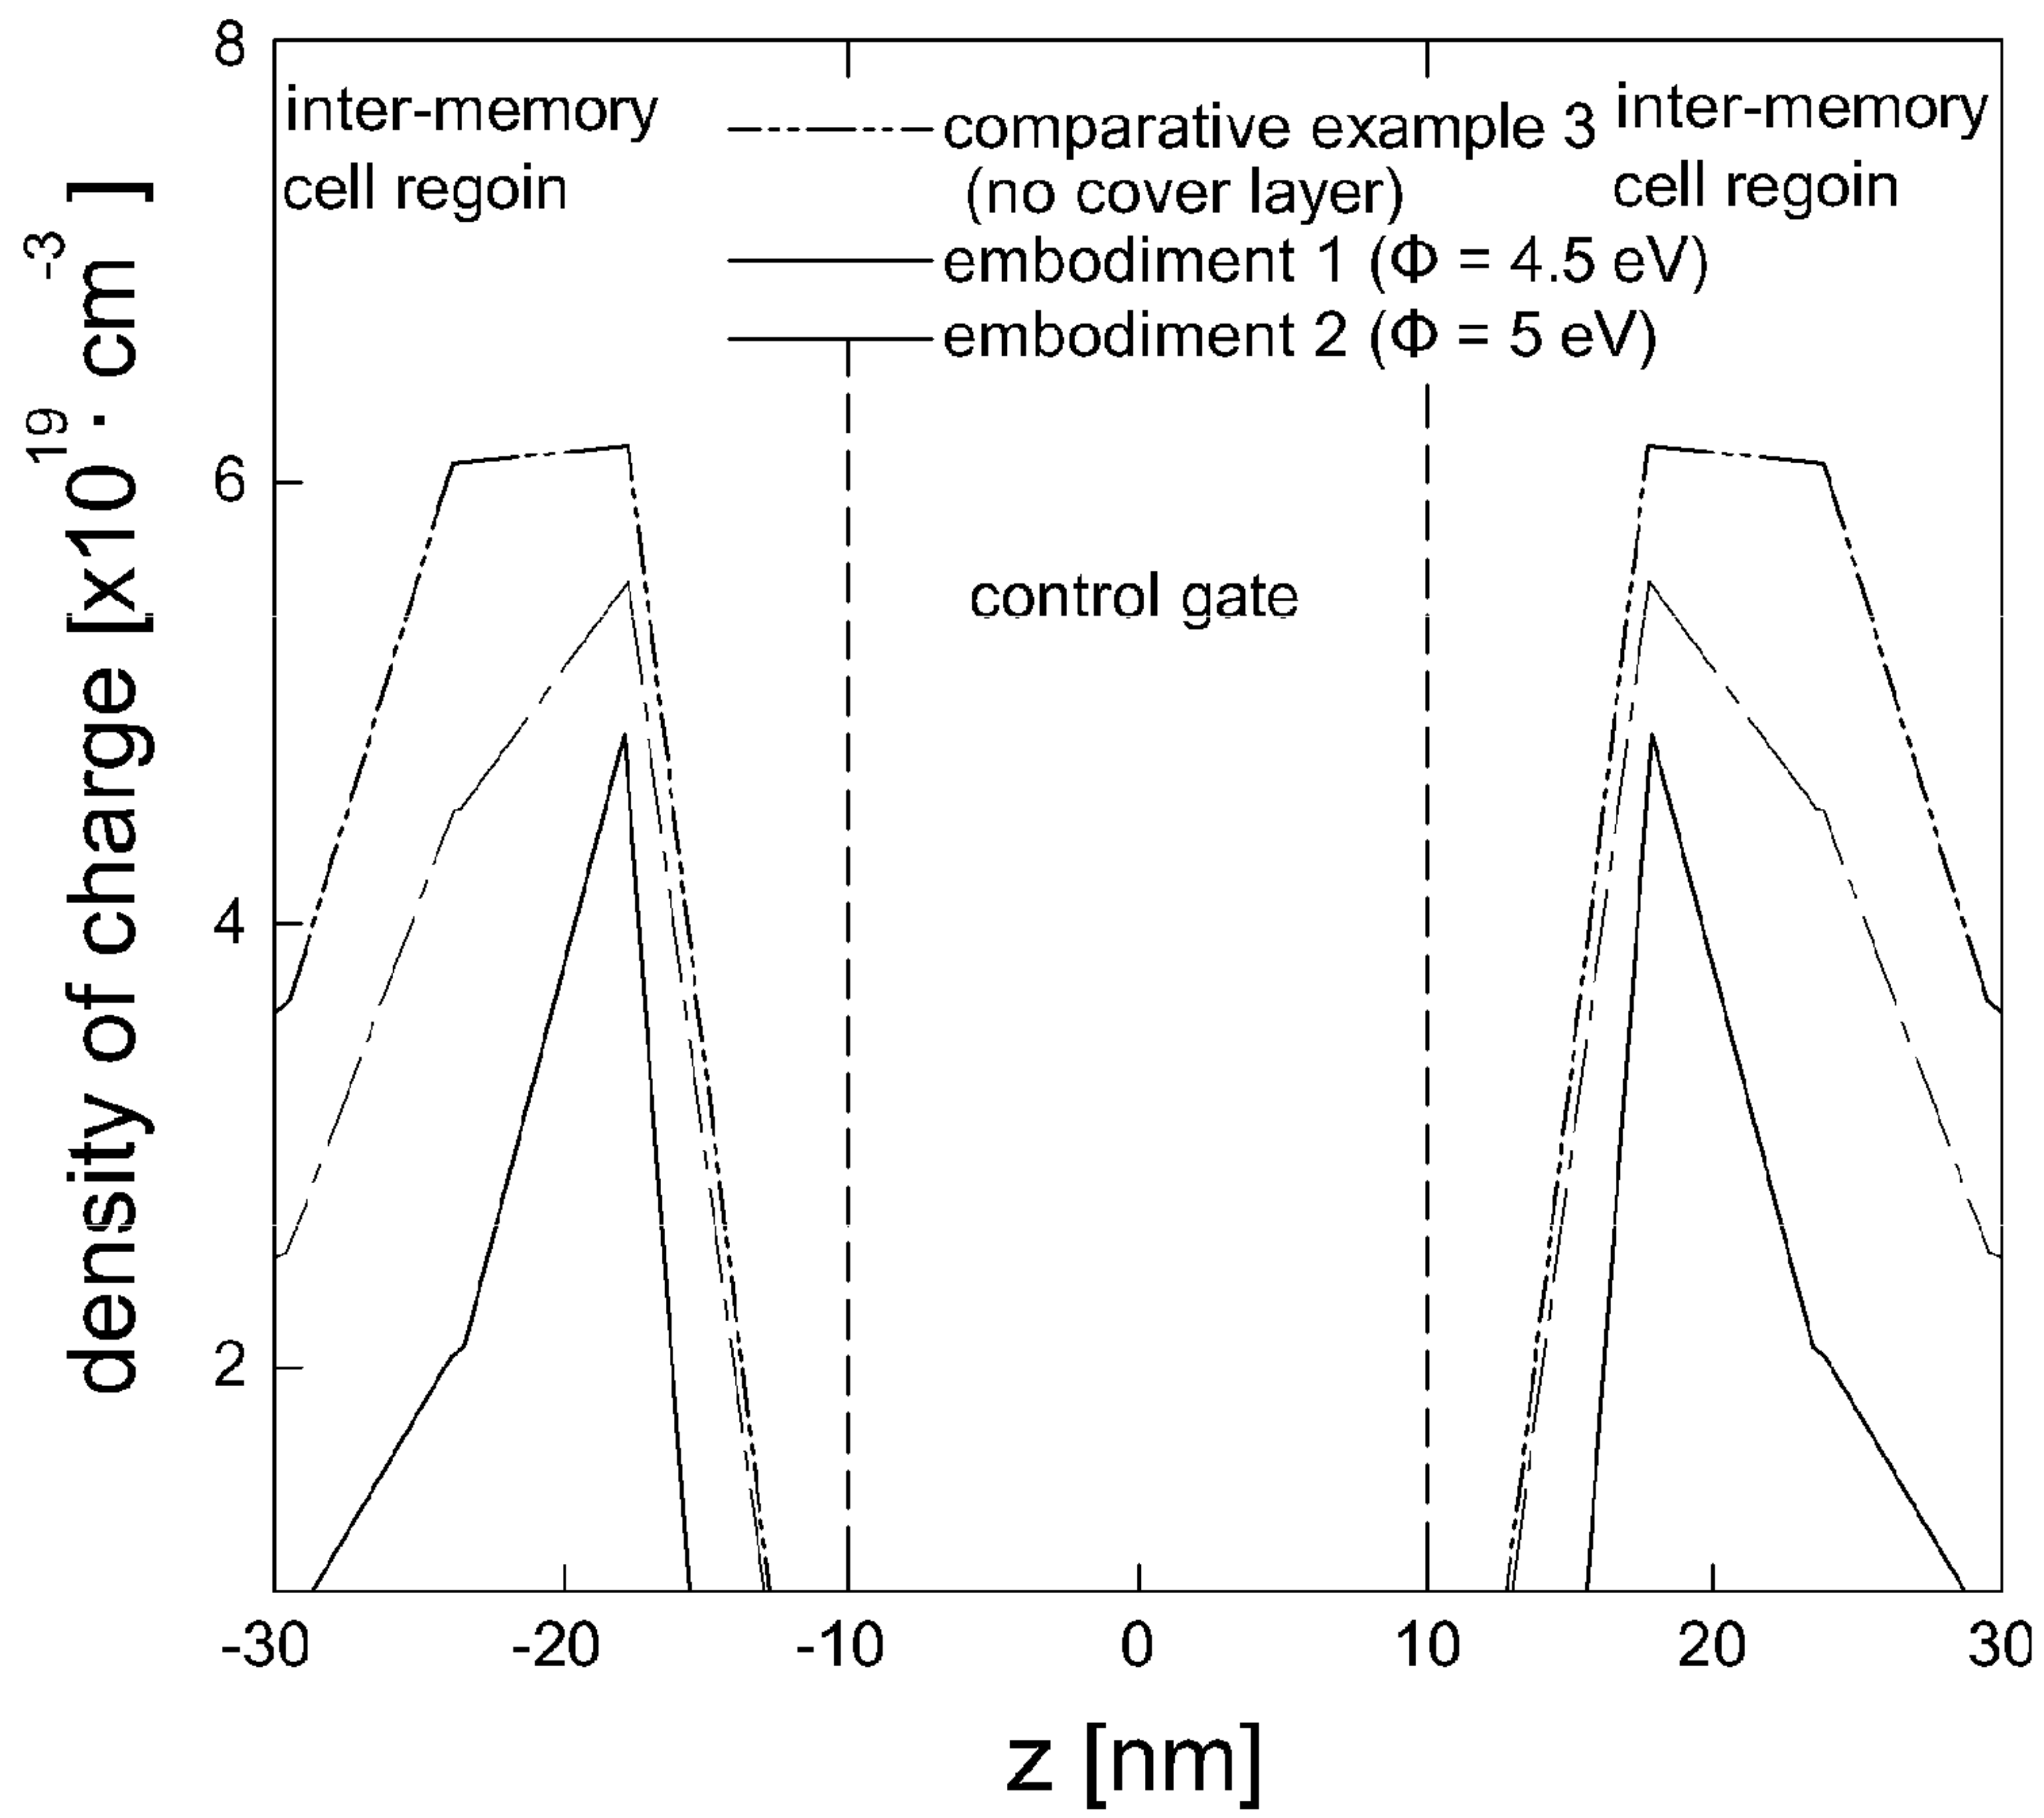 8
inter-memory
cell regoin
comparative example 3
(no cover layer)
embodiment 1 (Φ = 4.5 eV)
embodiment 2 (Φ = 5 eV)
inter-memory
cell regoin
density of charge [x10¹⁹· cm⁻³ ]
6
control gate
4
2
-30 -20 -10 0 10 20 30
z [nm]